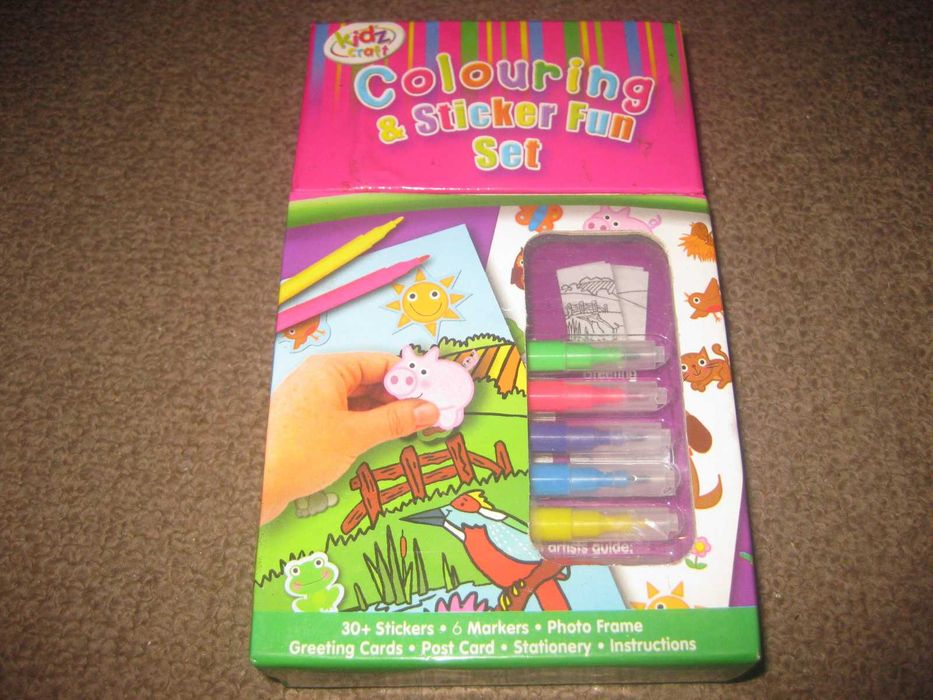 kidz
craft
Colouring
& Sticker Fun
Set
Greeting
artists guide:
30+ Stickers • 6 Markers • Photo Frame
Greeting Cards • Post Card • Stationery • Instructions